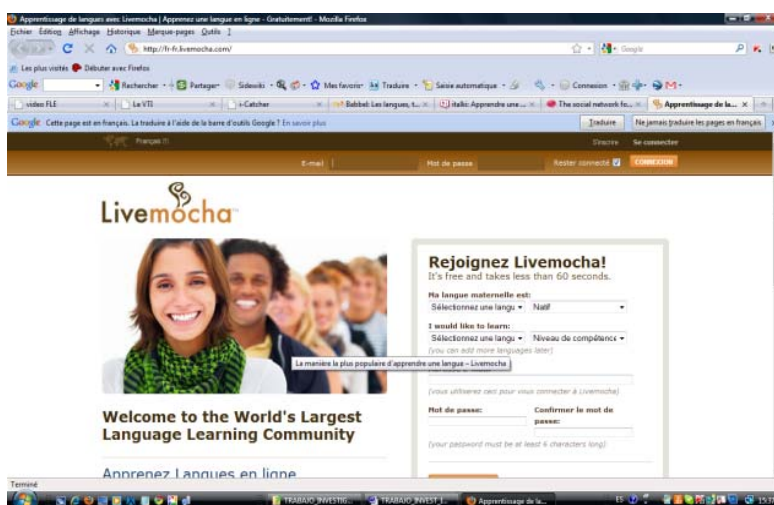 Apprentissage de langues avec Livemocha | Apprenez une langue en ligne - Gratuitement! - Mozilla Firefox
Fichier Édition Affichage Historique Marque-pages Outils ?
http://fr-fr.livemocha.com/
Google
Les plus visités Débuter avec Firefox
Google Rechercher Partager Sidewiki Mes favoris Traduire Saisie automatique Connexion
video FLE
Le VTi
i-Catcher
Babbel: Les langues, t...
italki: Apprendre une ...
The social network fo...
Apprentissage de la...
Google Cette page est en français. La traduire à l'aide de la barre d'outils Google ? En savoir plus
Traduire
Ne jamais traduire les pages en français
Français
S'inscrire Se connecter
E-mail
Mot de passe
Rester connecté
CONNEXION
Livemocha
Rejoignez Livemocha!
It's free and takes less than 60 seconds.
Ma langue maternelle est:
Sélectionnez une langu
Natif
I would like to learn:
Sélectionnez une langu
Niveau de compétence
(you can add more languages later)
La manière la plus populaire d'apprendre une langue – Livemocha
(vous utiliserez ceci pour vous connecter à Livemocha)
Mot de passe:
Confirmer le mot de passe:
(your password must be at least 6 characters long)
Welcome to the World's Largest
Language Learning Community
Apprenez Langues en ligne
Terminé
TRABAJO_INVESTIG...
TRABAJO_INVEST_I...
Apprentissage de la...
ES